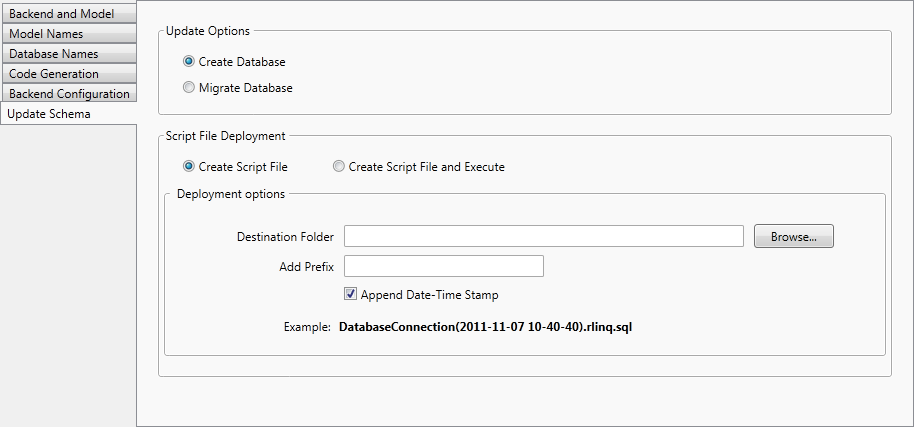 Backend and Model
Model Names
Database Names
Code Generation
Backend Configuration
Update Schema
Update Options
Create Database
Migrate Database
Script File Deployment
Create Script File Create Script File and Execute
Deployment options
Destination Folder Browse...
Add Prefix
Append Date-Time Stamp
Example: DatabaseConnection(2011-11-07 10-40-40).rlinq.sql